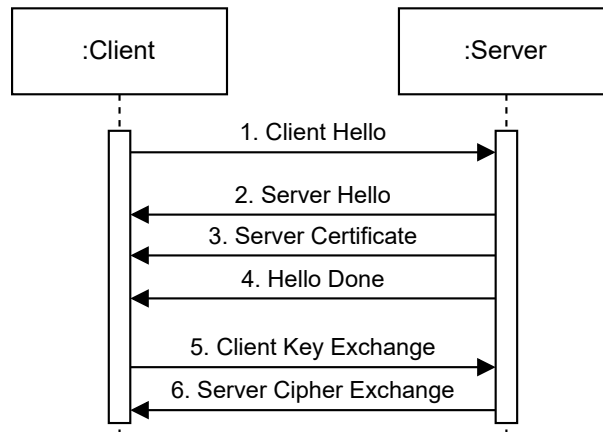 :Client
:Server
1. Client Hello
2. Server Hello
3. Server Certificate
4. Hello Done
5. Client Key Exchange
6. Server Cipher Exchange